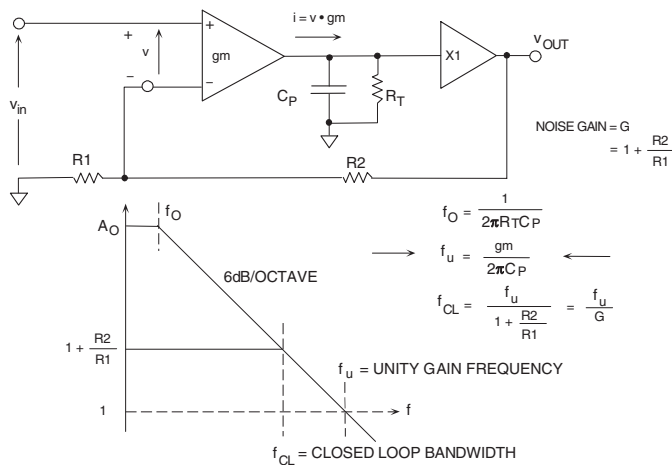 i = v • gm
+
+
v
gm
−
−
v_in
C_P
R_T
X1
v_OUT
NOISE GAIN = G
= 1 + R2/R1
R1
R2
A_O
f_O
6dB/OCTAVE
1 + R2/R1
1
f
f_u = UNITY GAIN FREQUENCY
f_CL = CLOSED LOOP BANDWIDTH
f_O = 1/2πR_TC_P
f_u = gm/2πC_P
f_CL = f_u/1 + R2/R1 = f_u/G